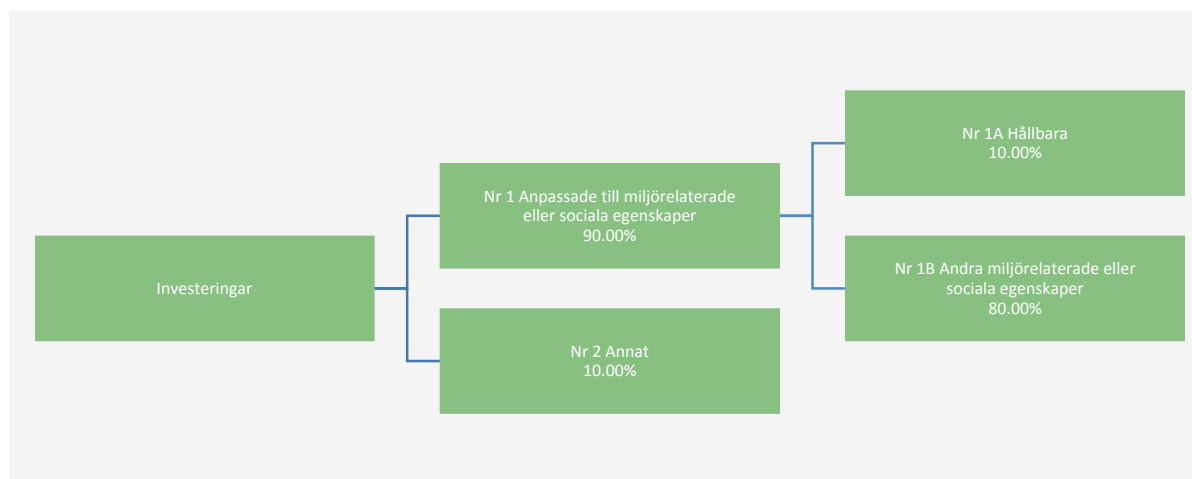 Investeringar
Nr 1 Anpassade till miljörelaterade
eller sociala egenskaper
90.00%
Nr 2 Annat
10.00%
Nr 1A Hållbara
10.00%
Nr 1B Andra miljörelaterade eller
sociala egenskaper
80.00%